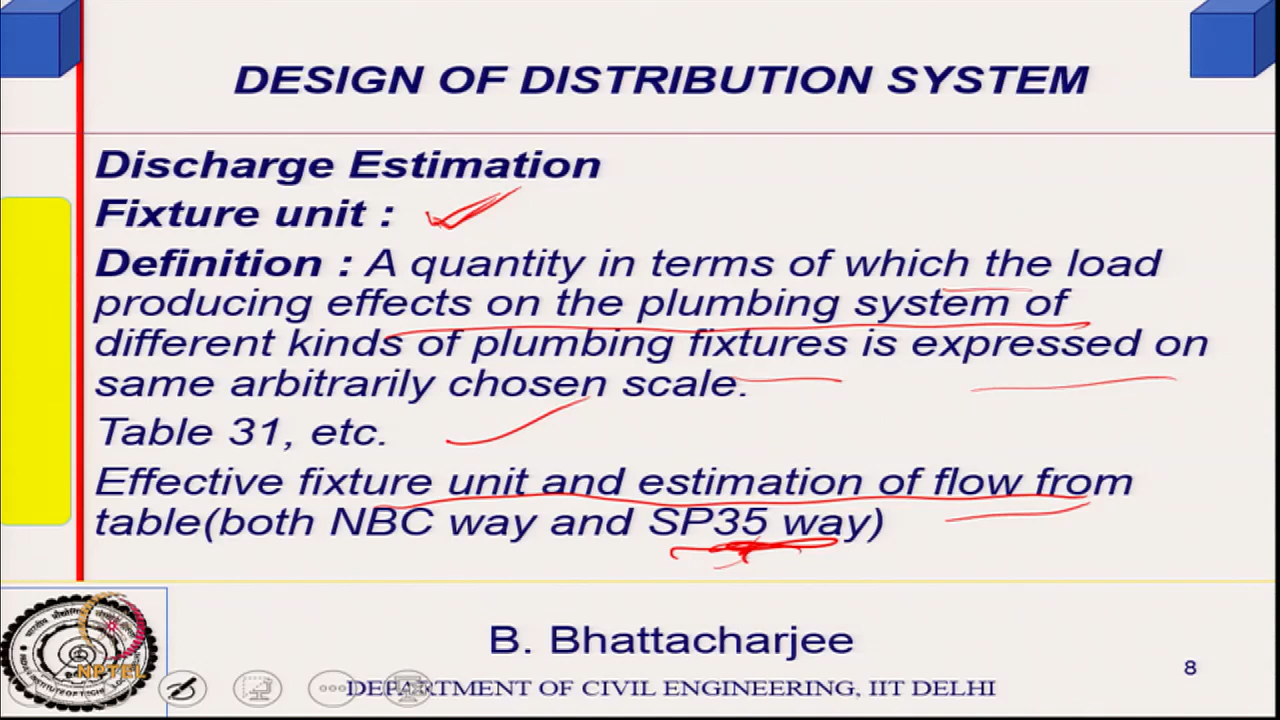 DESIGN OF DISTRIBUTION SYSTEM
Discharge Estimation
Fixture unit :
Definition : A quantity in terms of which the load
producing effects on the plumbing system of
different kinds of plumbing fixtures is expressed on
same arbitrarily chosen scale.
Table 31, etc.
Effective fixture unit and estimation of flow from
table(both NBC way and SP35 way)
B. Bhattacharjee
8
NPTEL
DEPARTMENT OF CIVIL ENGINEERING, IIT DELHI